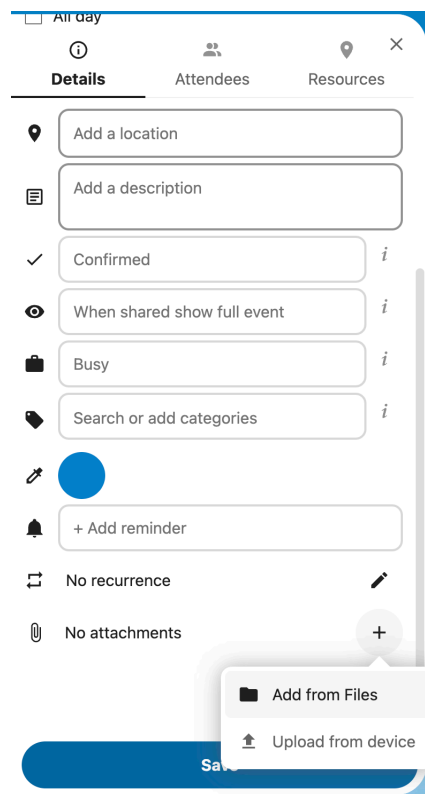 All day
Details
Attendees
Resources
Add a location
Add a description
Confirmed
i
When shared show full event
i
Busy
i
Search or add categories
i
+ Add reminder
No recurrence
No attachments
Add from Files
Upload from device
Save